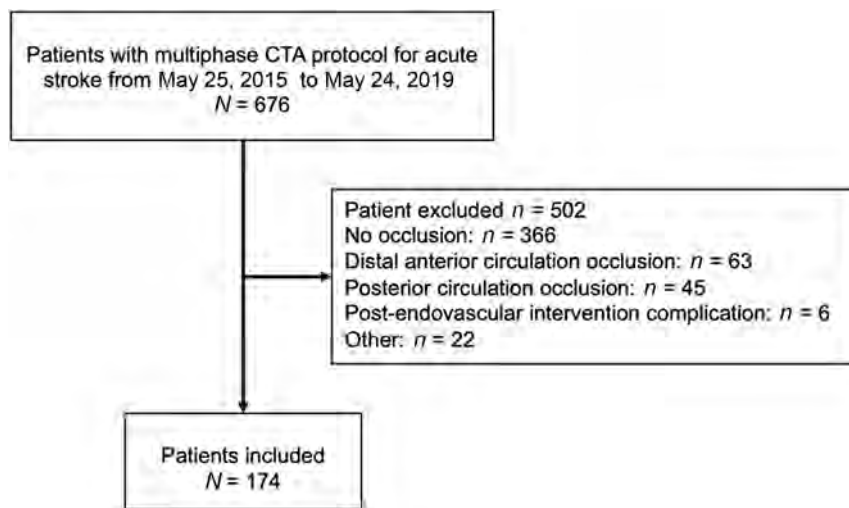 Patients with multiphase CTA protocol for acute
stroke from May 25, 2015 to May 24, 2019
N = 676
Patient excluded n = 502
No occlusion: n = 366
Distal anterior circulation occlusion: n = 63
Posterior circulation occlusion: n = 45
Post-endovascular intervention complication: n = 6
Other: n = 22
Patients included
N = 174